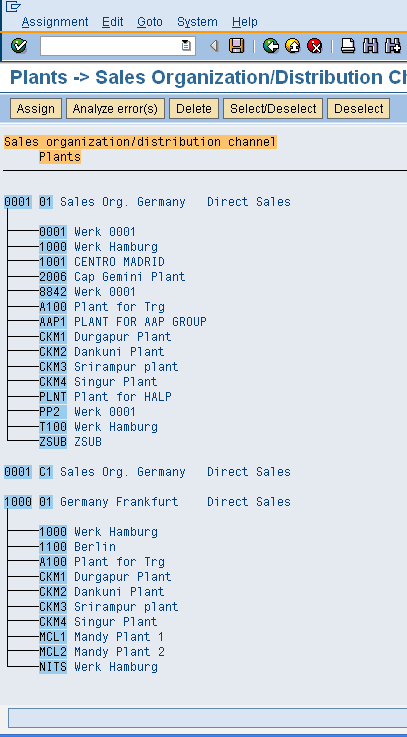 Assignment Edit Goto System Help
Plants -> Sales Organization/Distribution Ch
Assign Analyze error(s) Delete Select/Deselect Deselect
Sales organization/distribution channel
Plants
0001 01 Sales Org. Germany Direct Sales
0001 Werk 0001
1000 Werk Hamburg
1001 CENTRO MADRID
2006 Cap Gemini Plant
8842 Werk 0001
A100 Plant for Trg
AAP1 PLANT FOR AAP GROUP
CKM1 Durgapur Plant
CKM2 Dankuni Plant
CKM3 Srirampur plant
CKM4 Singur Plant
PLNT Plant for HALP
PP2 Werk 0001
T100 Werk Hamburg
ZSUB ZSUB
0001 C1 Sales Org. Germany Direct Sales
1000 01 Germany Frankfurt Direct Sales
1000 Werk Hamburg
1100 Berlin
A100 Plant for Trg
CKM1 Durgapur Plant
CKM2 Dankuni Plant
CKM3 Srirampur plant
CKM4 Singur Plant
MCL1 Mandy Plant 1
MCL2 Mandy Plant 2
NITS Werk Hamburg